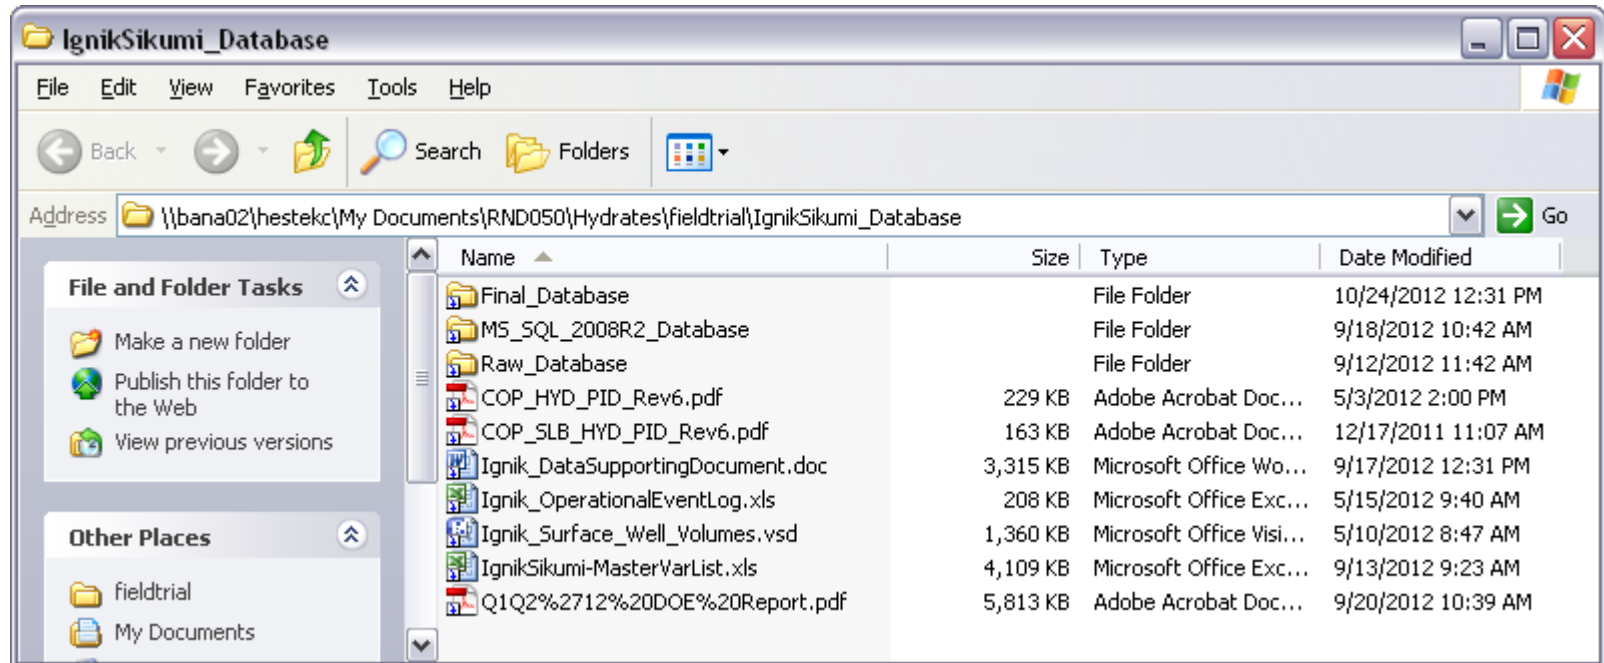 IgnikSikumi_Database
File Edit View Favorites Tools Help
Back Search Folders
Address \\bana02\hestekc\My Documents\RND050\Hydrates\fieldtrial\IgnikSikumi_Database Go
File and Folder Tasks
Make a new folder
Publish this folder to
the Web
View previous versions
Other Places
fieldtrial
My Documents
Name Size Type Date Modified
Final_Database File Folder 10/24/2012 12:31 PM
MS_SQL_2008R2_Database File Folder 9/18/2012 10:42 AM
Raw_Database File Folder 9/12/2012 11:42 AM
COP_HYD_PID_Rev6.pdf 229 KB Adobe Acrobat Doc... 5/3/2012 2:00 PM
COP_SLB_HYD_PID_Rev6.pdf 163 KB Adobe Acrobat Doc... 12/17/2011 11:07 AM
Ignik_DataSupportingDocument.doc 3,315 KB Microsoft Office Wo... 9/17/2012 12:31 PM
Ignik_OperationalEventLog.xls 208 KB Microsoft Office Exc... 5/15/2012 9:40 AM
Ignik_Surface_Well_Volumes.vsd 1,360 KB Microsoft Office Visi... 5/10/2012 8:47 AM
IgnikSikumi-MasterVarList.xls 4,109 KB Microsoft Office Exc... 9/13/2012 9:23 AM
Q1Q2%2712%20DOE%20Report.pdf 5,813 KB Adobe Acrobat Doc... 9/20/2012 10:39 AM